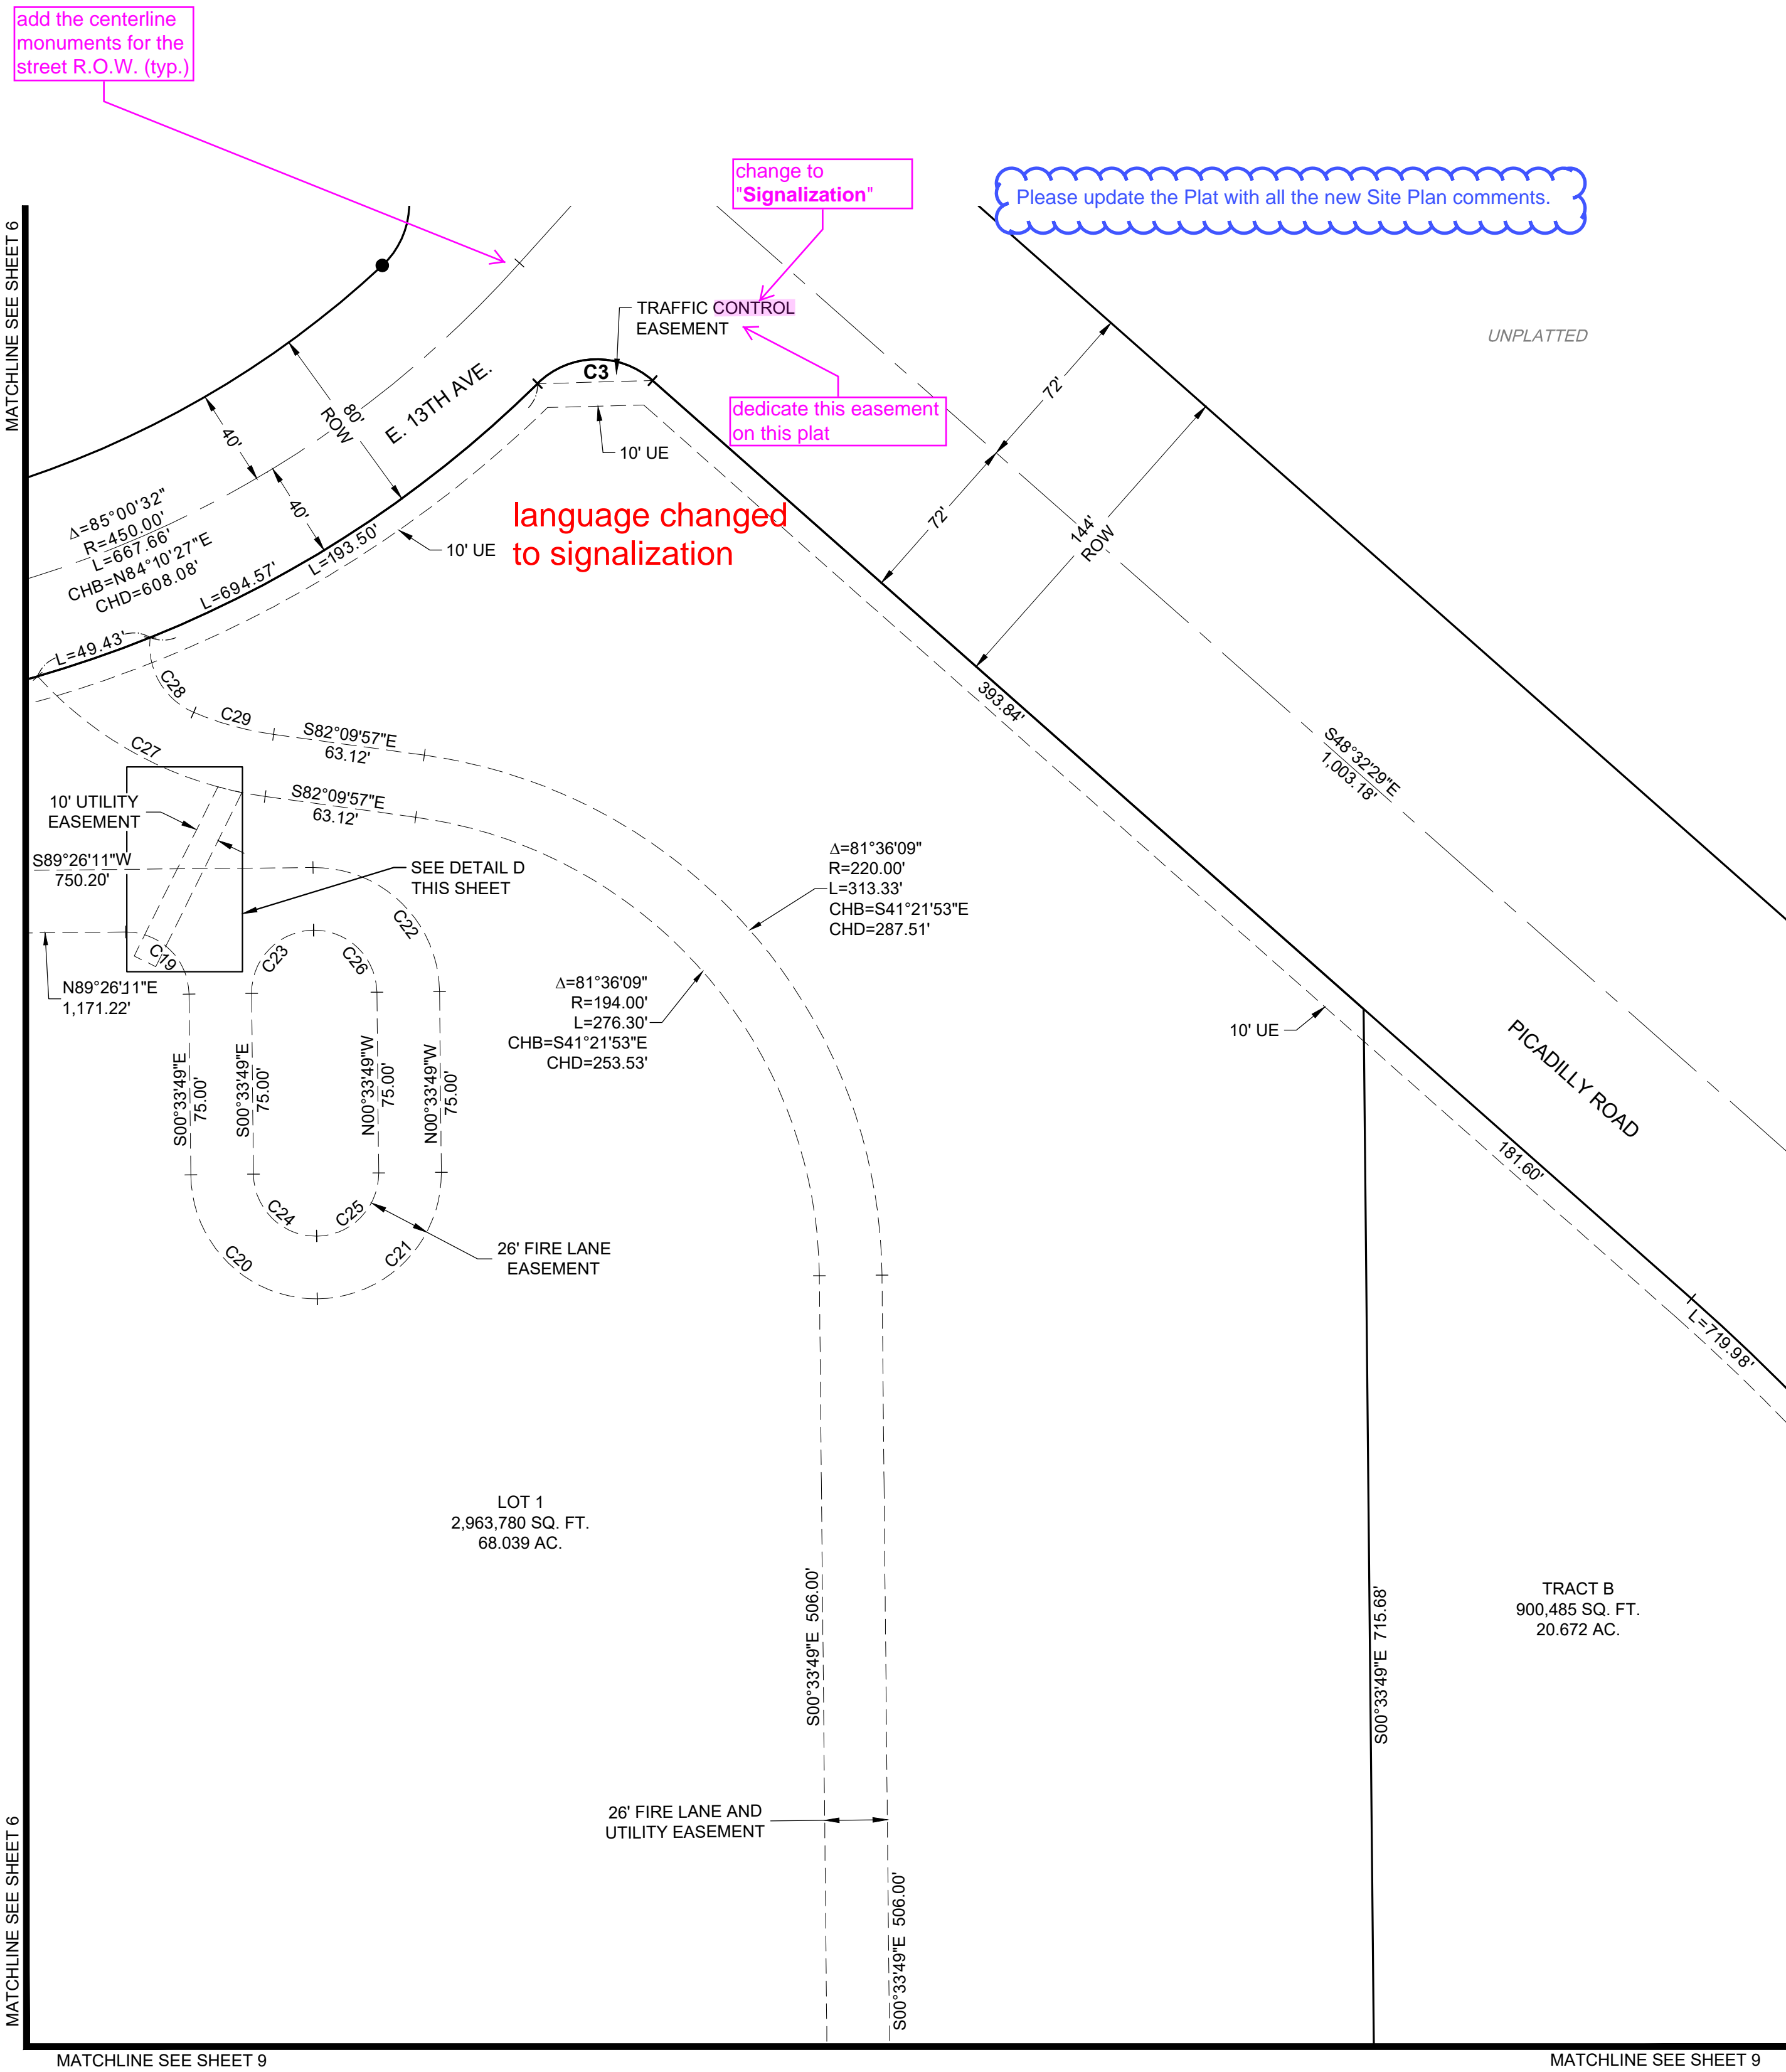 add the centerline
monuments for the
street R.O.W. (typ.)
change to
"Signalization"
Please update the Plat with all the new Site Plan comments.
MATCHLINE SEE SHEET 6
TRAFFIC CONTROL
EASEMENT
UNPLATTED
C3
E. 13TH AVE.
80'
ROW
40'
40'
dedicate this easement
on this plat
72'
72'
144'
ROW
10' UE
language changed
to signalization
Δ=85°00'32"
R=450.00'
L=667.66'
CHB=N84°10'27"E
CHD=608.08'
L=694.57'
L=193.50'
10' UE
L=49.43'
C28
C29
S82°09'57"E
63.12'
393.84'
S48°32'29"E
1,003.18'
C27
S82°09'57"E
63.12'
10' UTILITY
EASEMENT
S89°26'11"W
750.20'
SEE DETAIL D
THIS SHEET
Δ=81°36'09"
R=220.00'
L=313.33'
CHB=S41°21'53"E
CHD=287.51'
C22
C19
C23
C26
N89°26'11"E
1,171.22'
Δ=81°36'09"
R=194.00'
L=276.30'
CHB=S41°21'53"E
CHD=253.53'
10' UE
PICADILLY ROAD
S00°33'49"E
75.00'
S00°33'49"E
75.00'
N00°33'49"W
75.00'
N00°33'49"W
75.00'
181.60'
C24
C25
C20
C21
26' FIRE LANE
EASEMENT
L=719.98'
LOT 1
2,963,780 SQ. FT.
68.039 AC.
S00°33'49"E 506.00'
S00°33'49"E 715.68'
TRACT B
900,485 SQ. FT.
20.672 AC.
26' FIRE LANE AND
UTILITY EASEMENT
S00°33'49"E 506.00'
MATCHLINE SEE SHEET 6
MATCHLINE SEE SHEET 9
MATCHLINE SEE SHEET 9